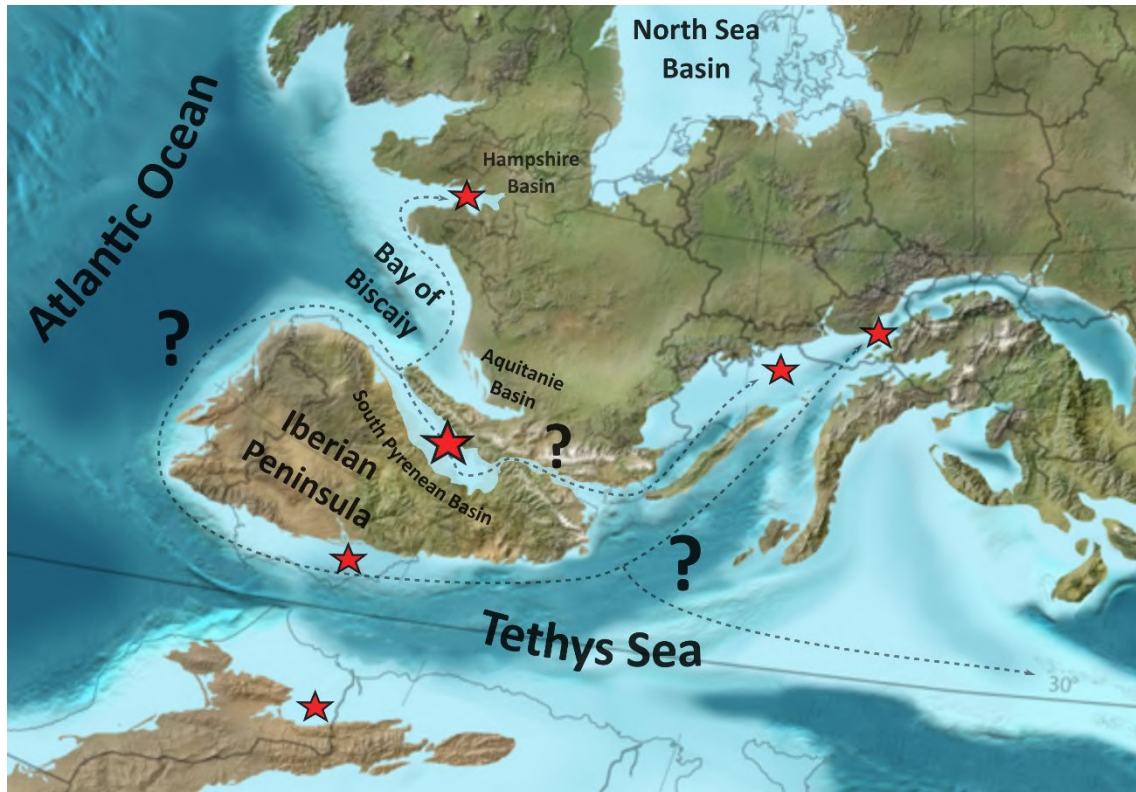 North Sea
Basin
Atlantic Ocean
Hampshire
Basin
Bay of
Biscaiy
?
Aquitanie
Basin
South Pyrenean Basin
Iberian
Peninsula
?
?
Tethys Sea
30°